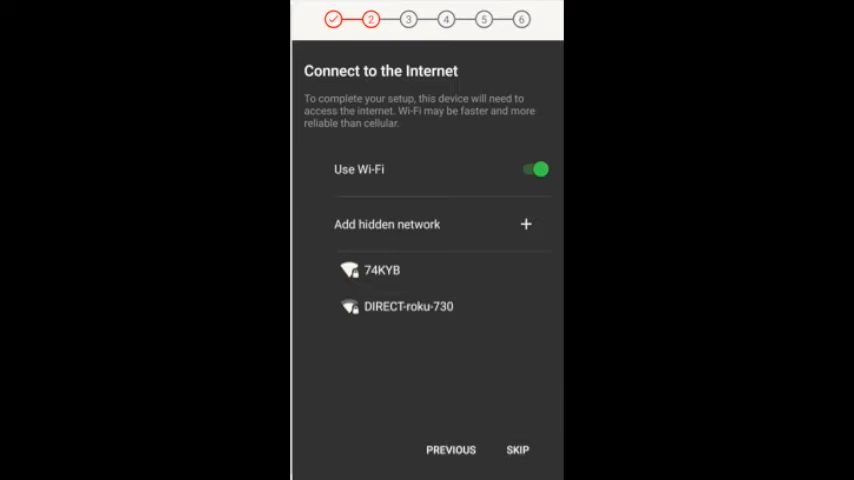 2 3 4 5 6
Connect to the Internet
To complete your setup, this device will need to
access the internet. Wi-Fi may be faster and more
reliable than cellular.
Use Wi-Fi
Add hidden network +
74KYB
DIRECT-roku-730
PREVIOUS SKIP